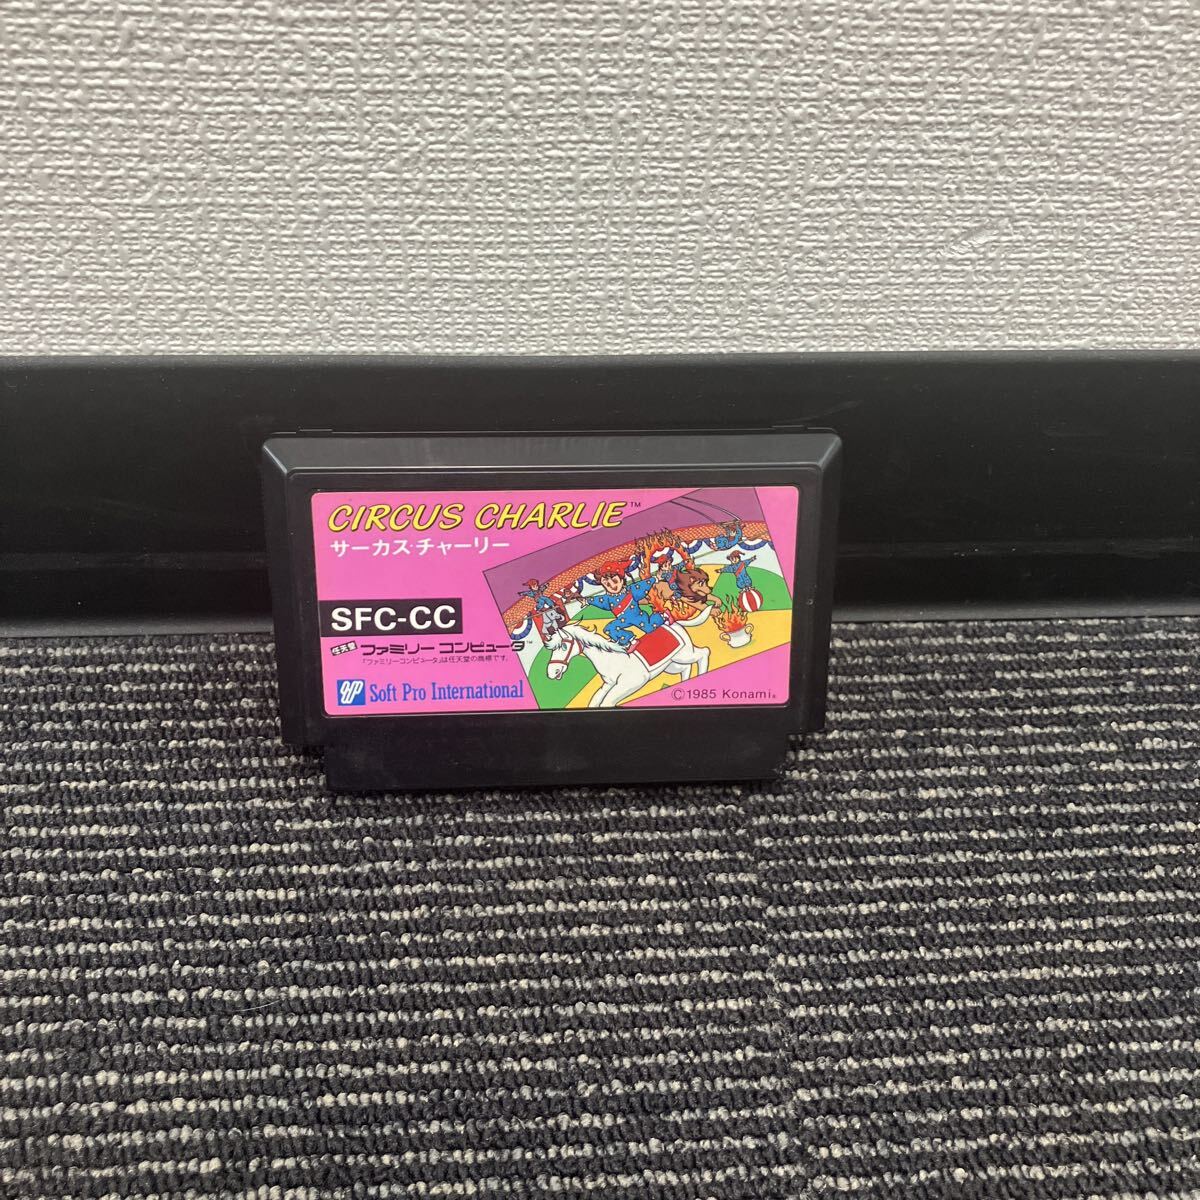 CIRCUS CHARLIE™
サーカス・チャーリー
SFC-CC
任天堂 ファミリー コンピュータ™
「ファミリーコンピュータ」は任天堂の商標です。
Soft Pro International
©1985 Konami®